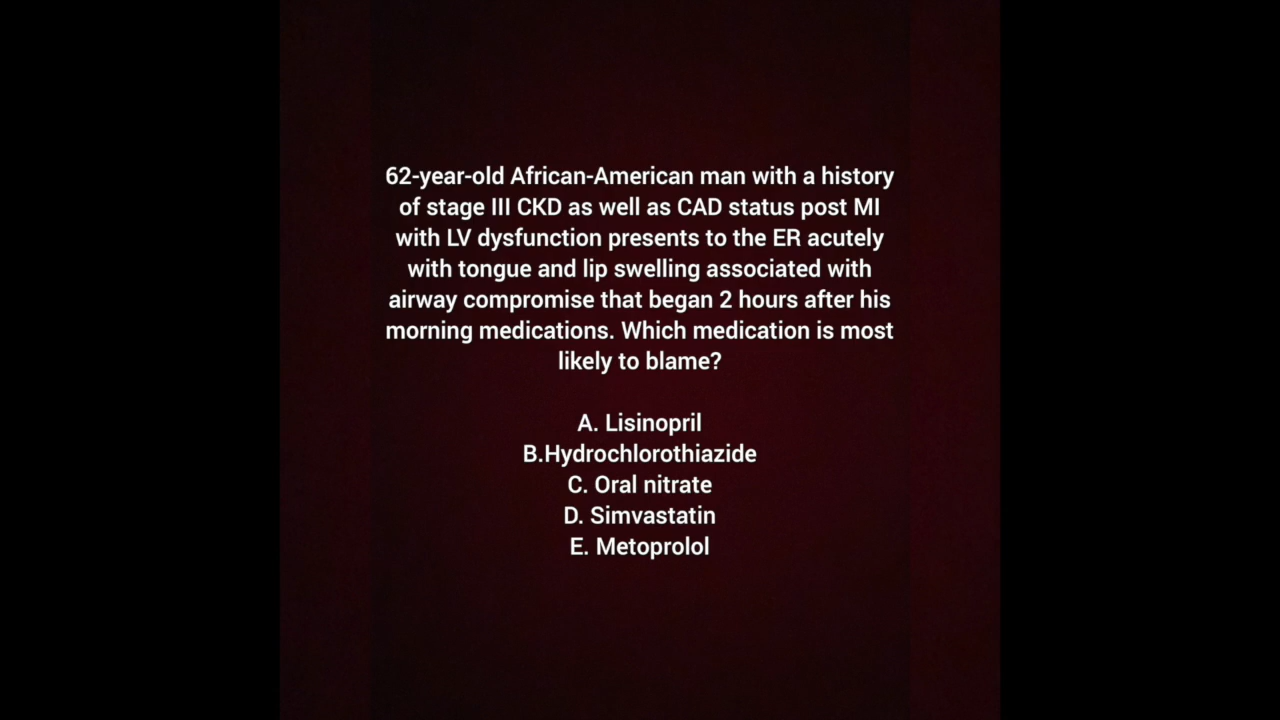 62-year-old African-American man with a history
of stage III CKD as well as CAD status post MI
with LV dysfunction presents to the ER acutely
with tongue and lip swelling associated with
airway compromise that began 2 hours after his
morning medications. Which medication is most
likely to blame?
A. Lisinopril
B.Hydrochlorothiazide
C. Oral nitrate
D. Simvastatin
E. Metoprolol